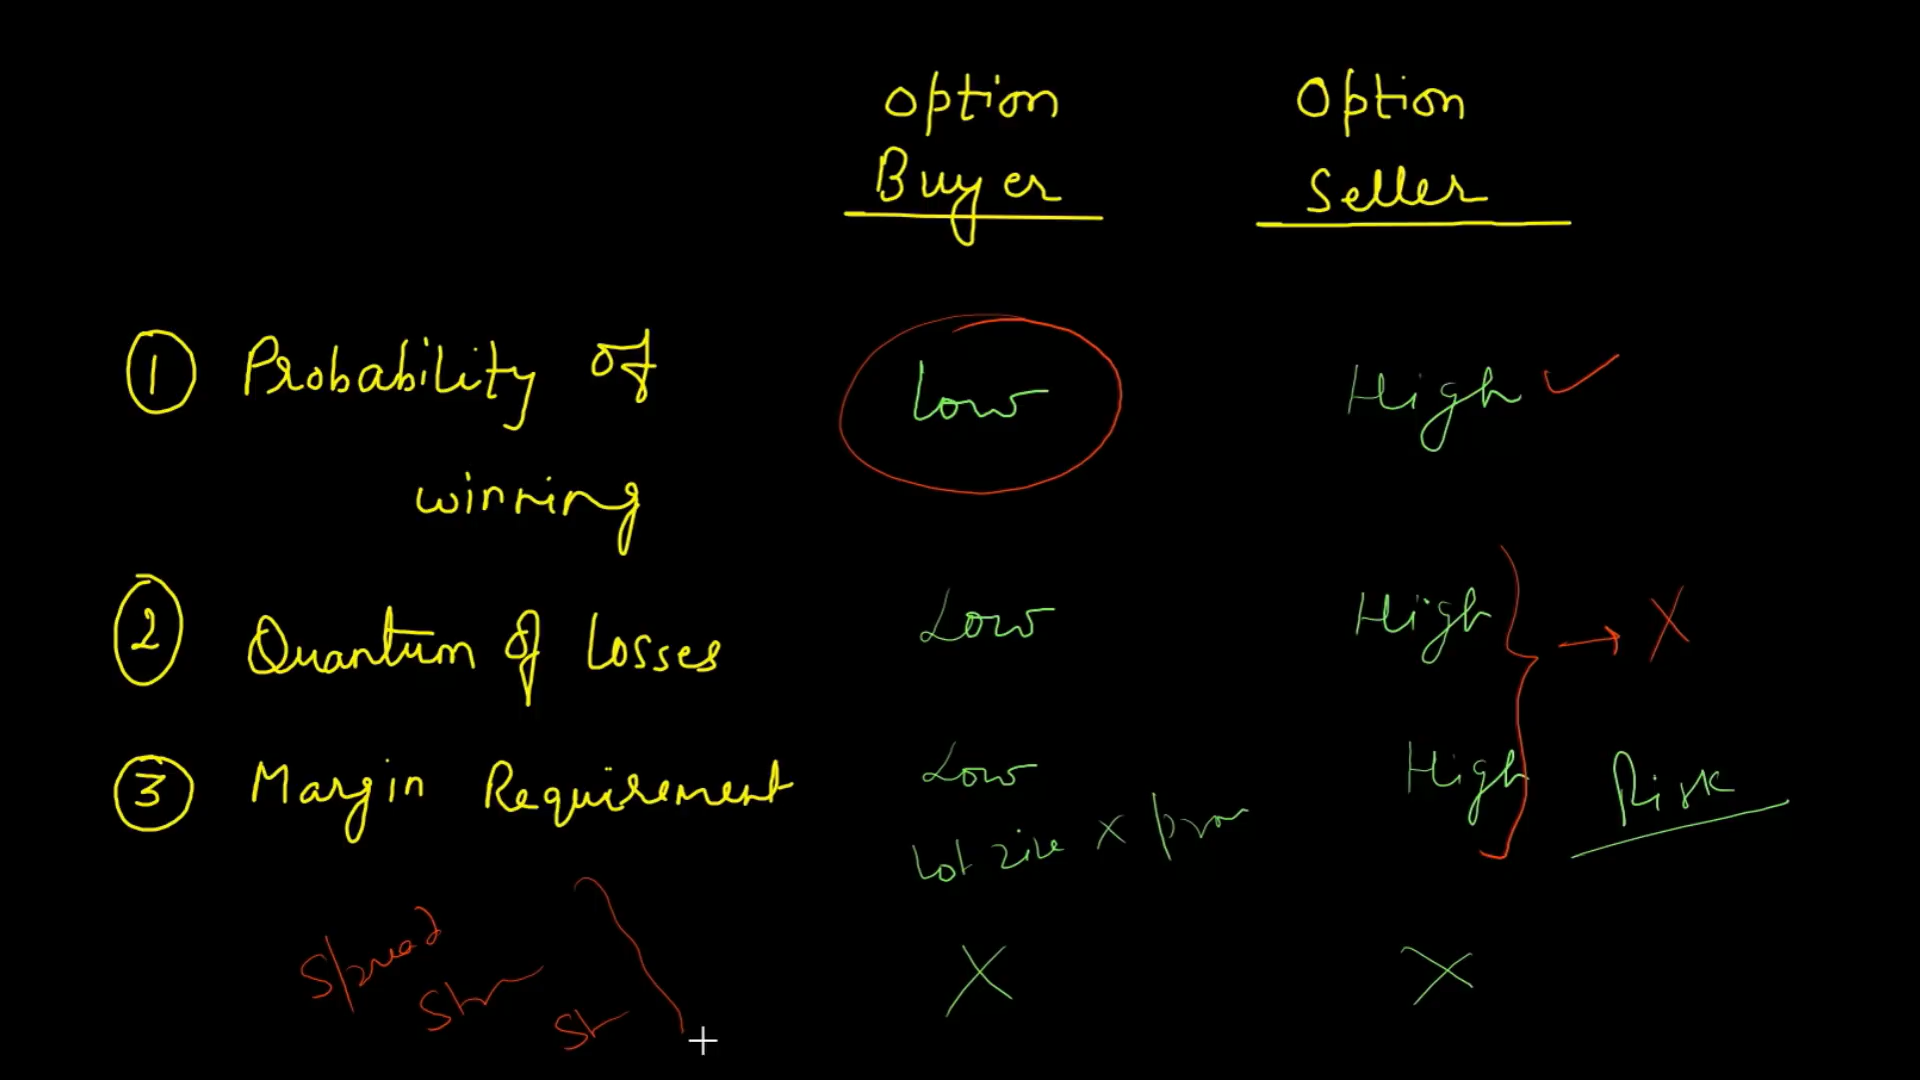 Option Option
Buyer Seller
1 Probability of Low High ✓
winning
2 Quantum of Losses Low High → X
3 Margin Requirement Low High Risk
Lot size X
Spread
X X